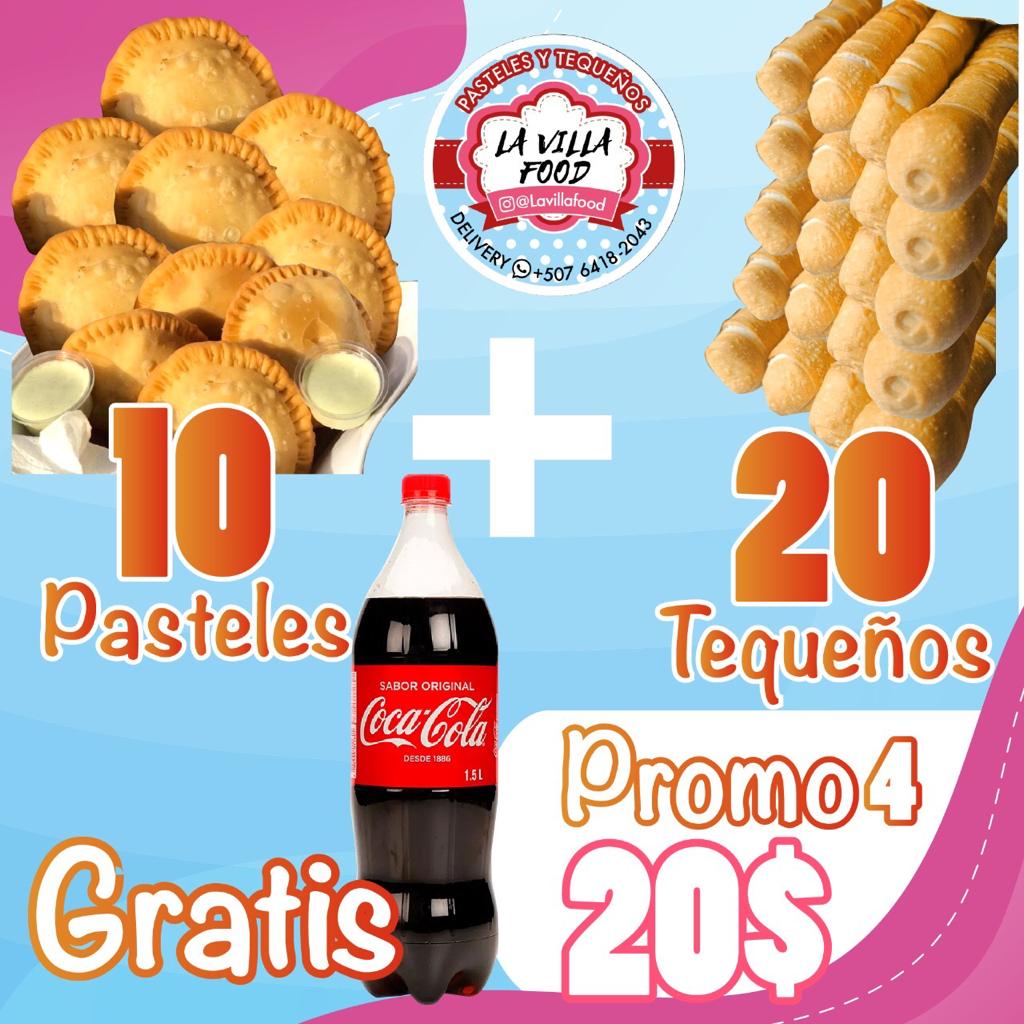 PASTELES Y TEQUEÑOS
LA VILLA
FOOD
@Lavillafood
DELIVERY +507 6418-2043
10
Pasteles
20
Tequeños
SABOR ORIGINAL
Coca-Cola
DESDE 1886
1.5 L
Gratis
Promo 4
20$